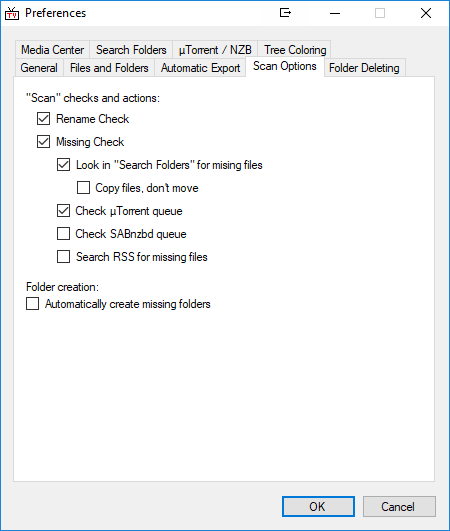 Preferences
Media Center Search Folders µTorrent / NZB Tree Coloring
General Files and Folders Automatic Export Scan Options Folder Deleting
"Scan" checks and actions:
Rename Check
Missing Check
Look in "Search Folders" for mising files
Copy files, don't move
Check µTorrent queue
Check SABnzbd queue
Search RSS for missing files
Folder creation:
Automatically create missing folders
OK Cancel